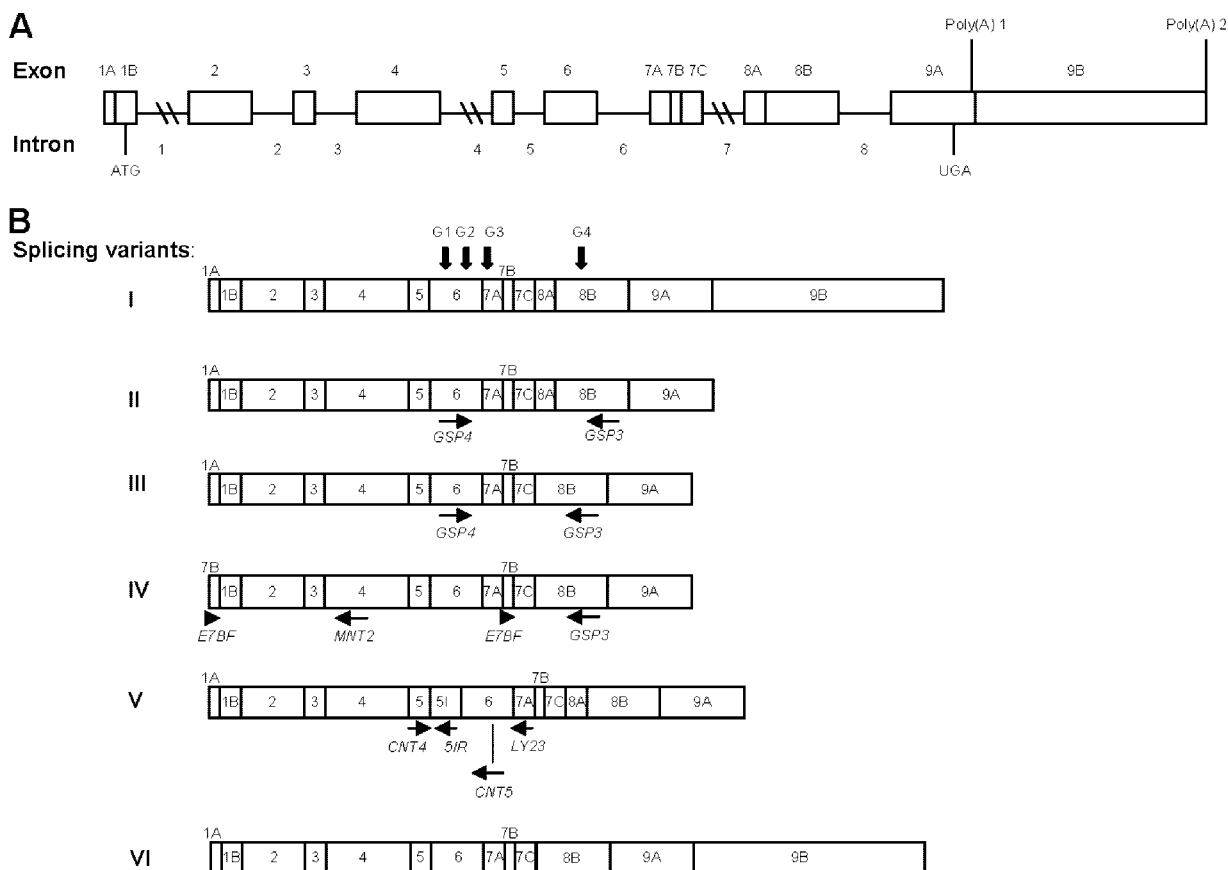 A
Poly(A) 1 Poly(A) 2
Exon 1A 1B 2 3 4 5 6 7A 7B 7C 8A 8B 9A 9B
Intron 1 2 3 4 5 6 7 8
ATG UGA
B
Splicing variants: G1 G2 G3 G4
1A 7B
I 1B 2 3 4 5 6 7A 7C 8A 8B 9A 9B
1A 7B
II 1B 2 3 4 5 6 7A 7C 8A 8B 9A
GSP4 GSP3
1A 7B
III 1B 2 3 4 5 6 7A 7C 8B 9A
GSP4 GSP3
7B 7B
IV 1B 2 3 4 5 6 7A 7C 8B 9A
E7BF MNT2 E7BF GSP3
1A 7B
V 1B 2 3 4 5 5I 6 7A 7C 8A 8B 9A
CNT4 5IR LY23
CNT5
1A 7B
VI 1B 2 3 4 5 6 7A 7C 8B 9A 9B